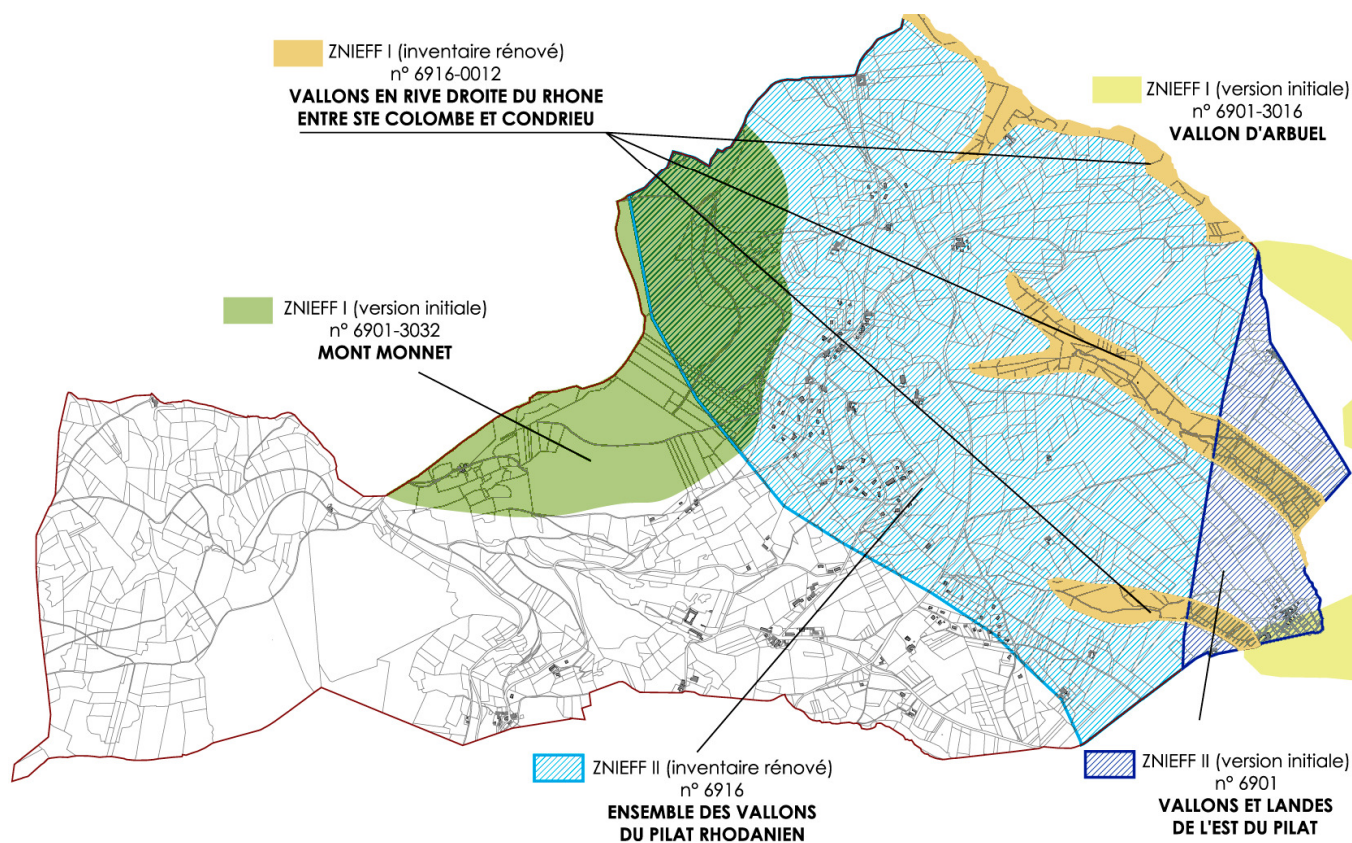 ZNIEFF I (inventaire rénové)
n° 6916-0012
VALLONS EN RIVE DROITE DU RHONE
ENTRE STE COLOMBE ET CONDRIEU
ZNIEFF I (version initiale)
n° 6901-3016
VALLON D'ARBUEL
ZNIEFF I (version initiale)
n° 6901-3032
MONT MONNET
ZNIEFF II (inventaire rénové)
n° 6916
ENSEMBLE DES VALLONS
DU PILAT RHODANIEN
ZNIEFF II (version initiale)
n° 6901
VALLONS ET LANDES
DE L'EST DU PILAT